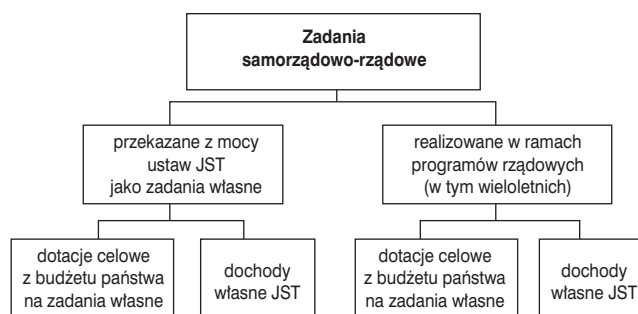 Zadania
samorządowo-rządowe
przekazane z mocy
ustaw JST
jako zadania własne
realizowane w ramach
programów rządowych
(w tym wieloletnich)
dotacje celowe
z budżetu państwa
na zadania własne
dochody
własne JST
dotacje celowe
z budżetu państwa
na zadania własne
dochody
własne JST